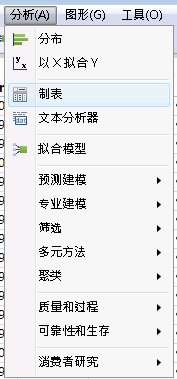 分析(A) 图形(G) 工具(O)
分布
以X拟合Y
制表
文本分析器
拟合模型
预测建模
专业建模
筛选
多元方法
聚类
质量和过程
可靠性和生存
消费者研究